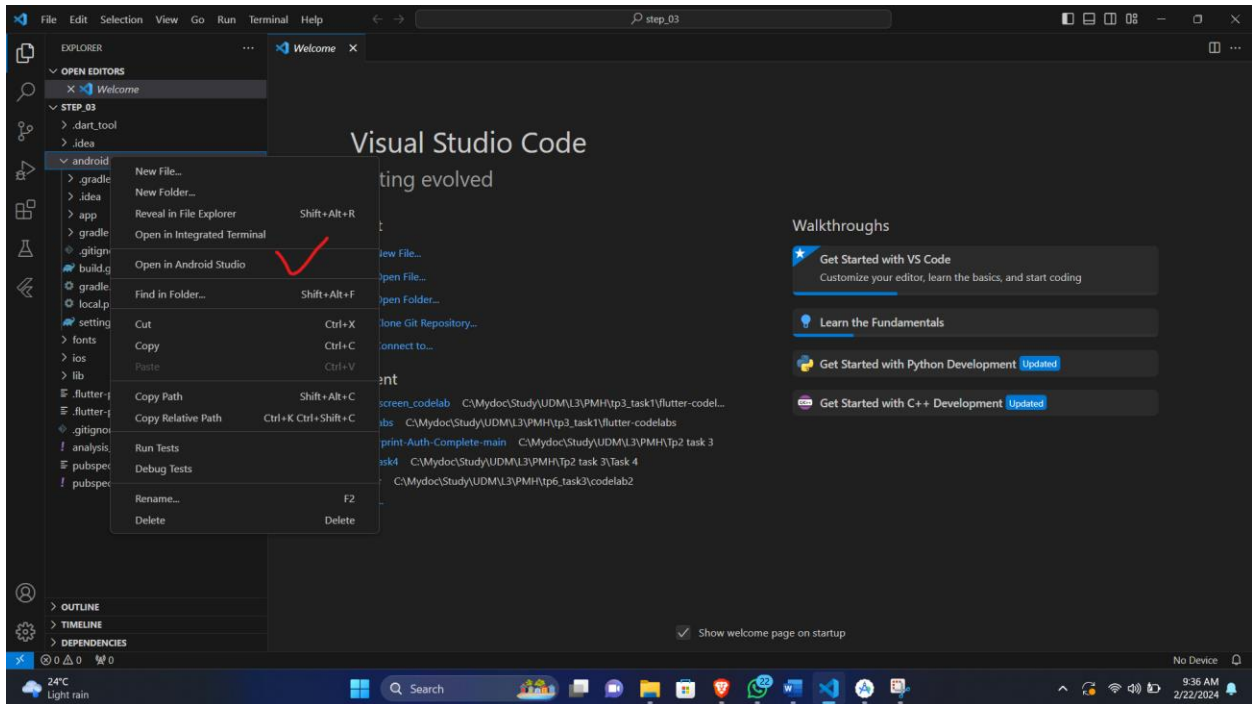 File Edit Selection View Go Run Terminal Help
step_03
EXPLORER
Welcome
OPEN EDITORS
Welcome
STEP_03
.dart_tool
.idea
android
.gradle
.idea
app
gradle
.gitign
build.g
gradle
local.p
setting
fonts
ios
lib
.flutter-p
.flutter-p
.gitignor
analysis_
pubspec
pubspec
OUTLINE
TIMELINE
DEPENDENCIES
New File...
New Folder...
Reveal in File Explorer Shift+Alt+R
Open in Integrated Terminal
Open in Android Studio
Find in Folder... Shift+Alt+F
Cut Ctrl+X
Copy Ctrl+C
Paste Ctrl+V
Copy Path Shift+Alt+C
Copy Relative Path Ctrl+K Ctrl+Shift+C
Run Tests
Debug Tests
Rename... F2
Delete Delete
Visual Studio Code
ting evolved
t
New File...
Open File...
Open Folder...
Clone Git Repository...
onnect to...
ent
screen_codelab C:\Mydoc\Study\UDM\L3\PMH\tp3_task1\flutter-codel...
abs C:\Mydoc\Study\UDM\L3\PMH\tp3_task1\flutter-codelabs
print-Auth-Complete-main C:\Mydoc\Study\UDM\L3\PMH\Tp2 task 3
ask4 C:\Mydoc\Study\UDM\L3\PMH\Tp2 task 3\Task 4
r C:\Mydoc\Study\UDM\L3\PMH\tp6_task3\codelab2
Walkthroughs
Get Started with VS Code
Customize your editor, learn the basics, and start coding
Learn the Fundamentals
Get Started with Python Development Updated
Get Started with C++ Development Updated
Show welcome page on startup
0 0 0
No Device
24°C
Light rain
Search
22
9:36 AM
2/22/2024